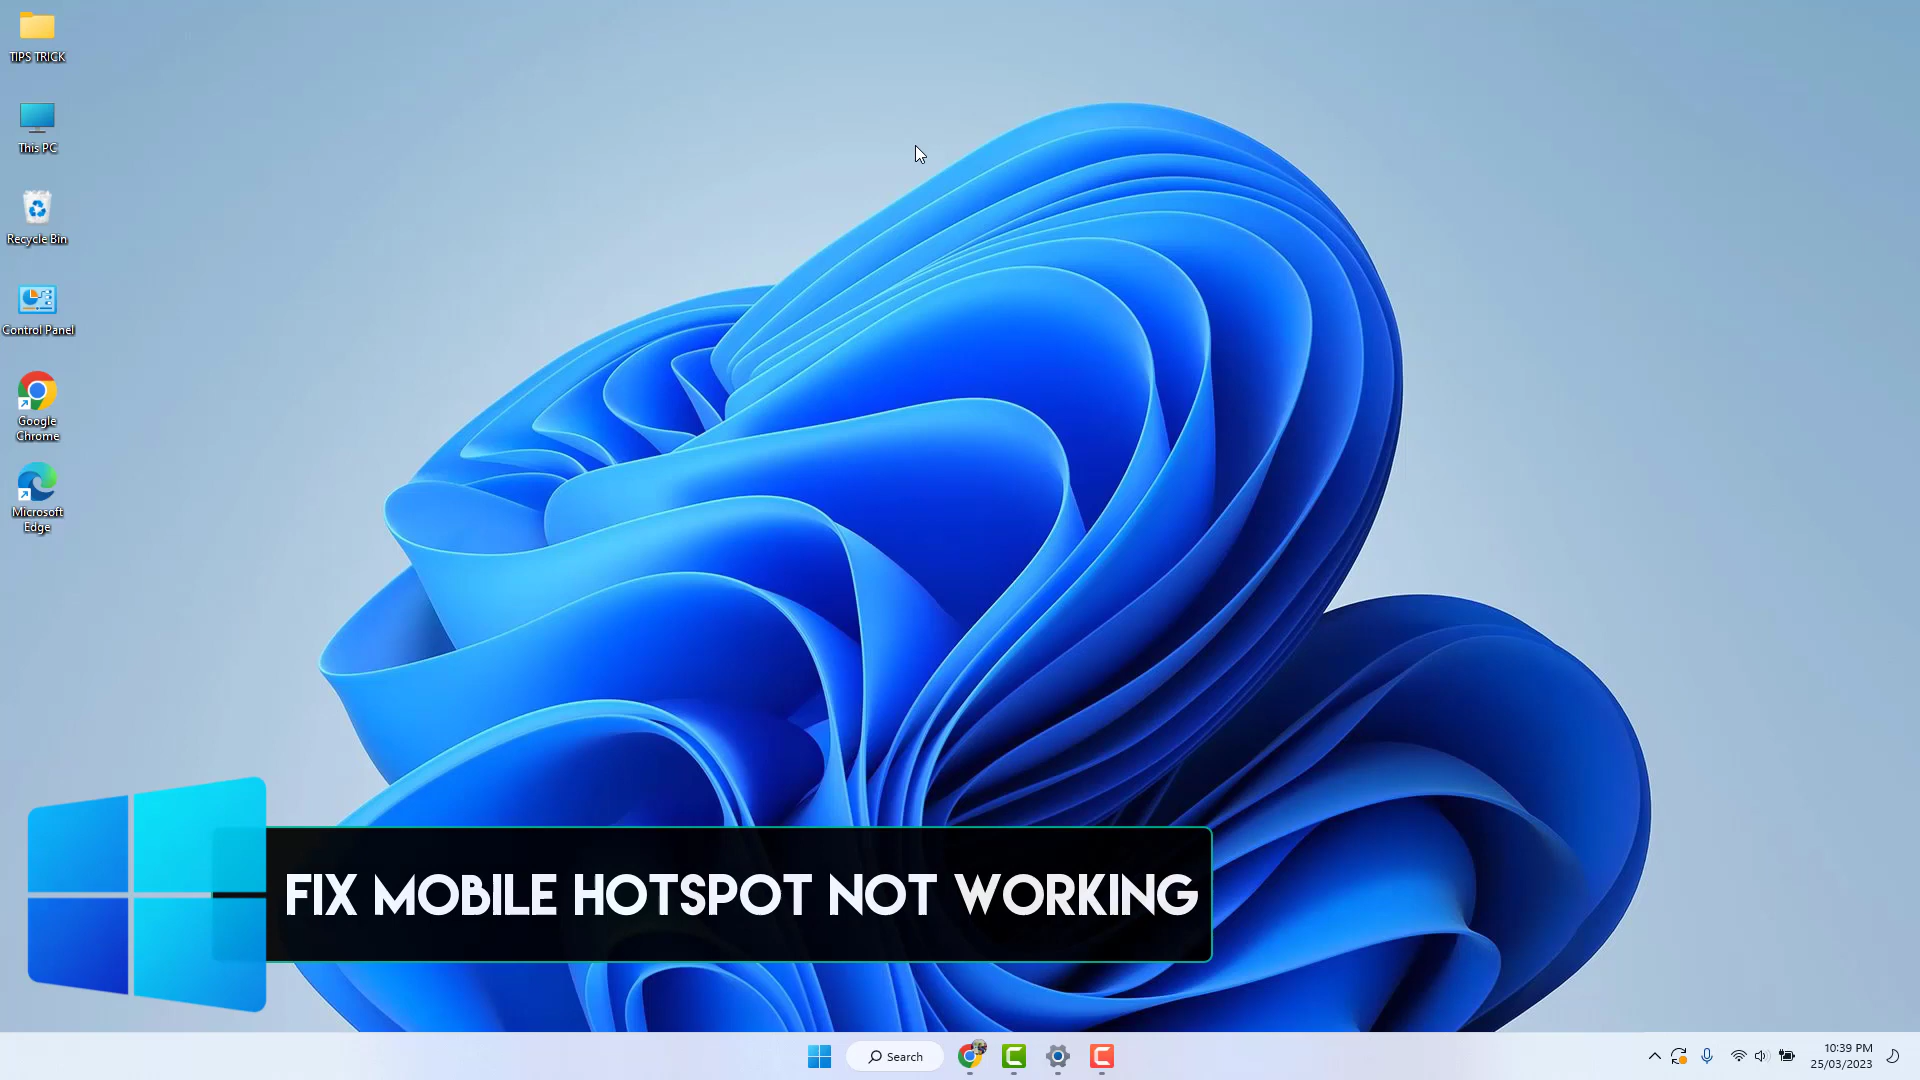 TIPS TRICK
This PC
Recycle Bin
Control Panel
Google
Chrome
Microsoft
Edge
FIX MOBILE HOTSPOT NOT WORKING
Search
10:39 PM
25/03/2023